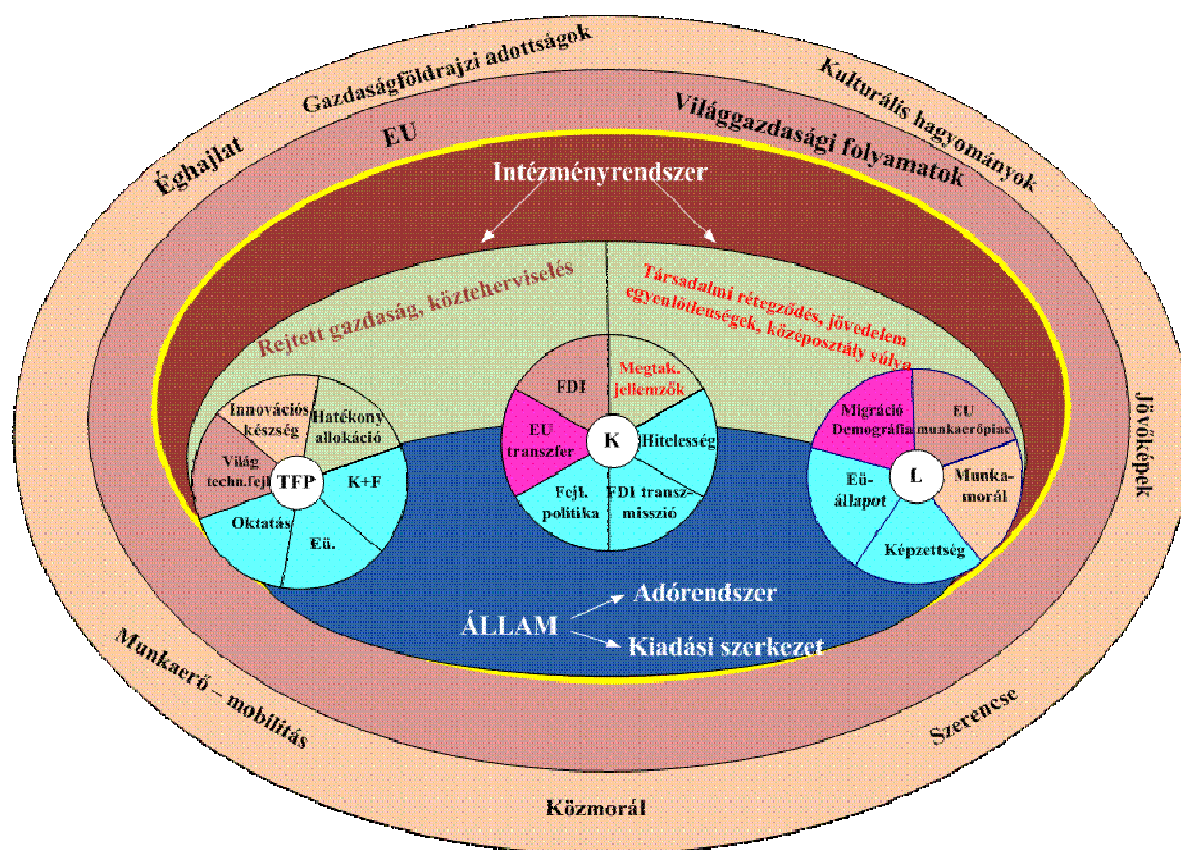 Gazdaságföldrajzi adottságok
Kulturális hagyományok
Éghajlat
EU
Világgazdasági folyamatok
Intézményrendszer
Rejtett gazdaság, közteherviselés
Társadalmi rétegződés, jövedelem
egyenlőtlenségek, középosztály súlya
Innovációs
készség
Hatékony
allokáció
Világ
techn.fejl
TFP
K+F
Oktatás
Eü.
FDI
Megtak.
jellemzők
EU
transzfer
K
Hitelesség
Fejl.
politika
FDI transz-
misszió
Migráció
Demográfia
EU
munkaerőpiac
Eü-
állapot
L
Munka-
morál
Képzettség
Jövőképek
ÁLLAM
Adórendszer
Kiadási szerkezet
Munkaerő – mobilitás
Szerencse
Közmorál